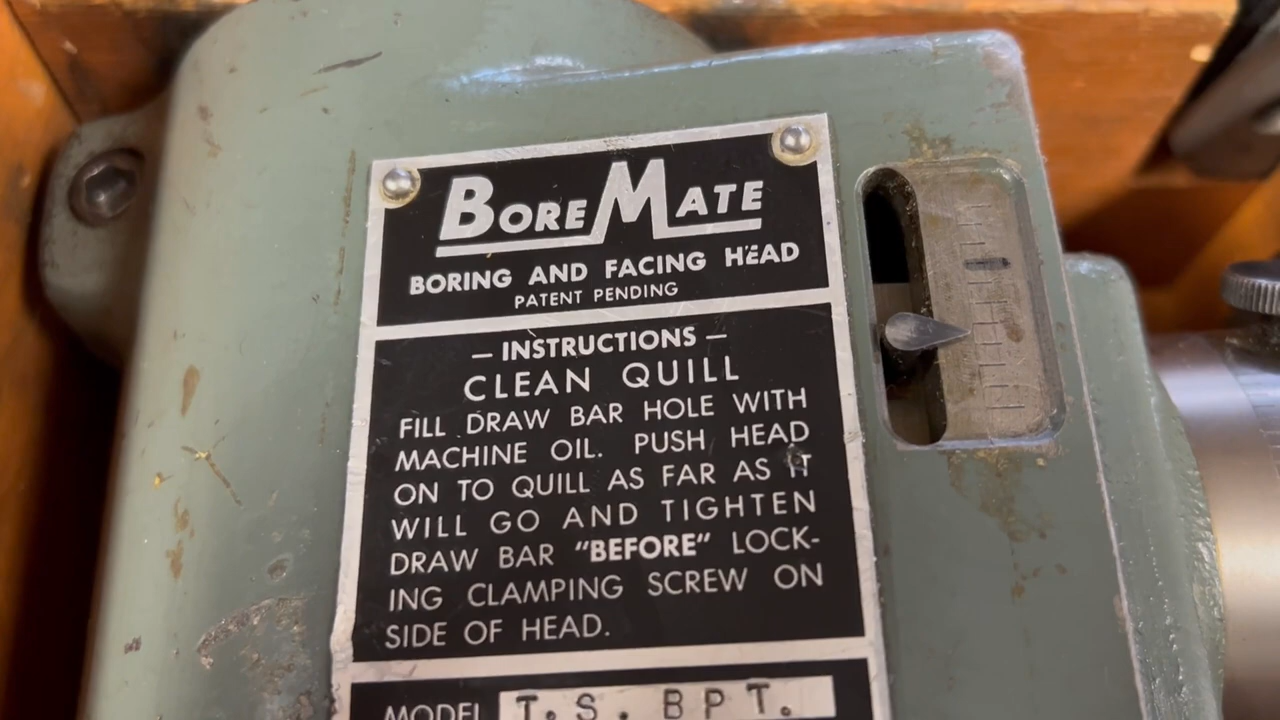 BORE MATE
BORING AND FACING HEAD
PATENT PENDING
— INSTRUCTIONS —
CLEAN QUILL
FILL DRAW BAR HOLE WITH
MACHINE OIL. PUSH HEAD
ON TO QUILL AS FAR AS IT
WILL GO AND TIGHTEN
DRAW BAR "BEFORE" LOCK-
ING CLAMPING SCREW ON
SIDE OF HEAD.
MODEL T.S. BPT.